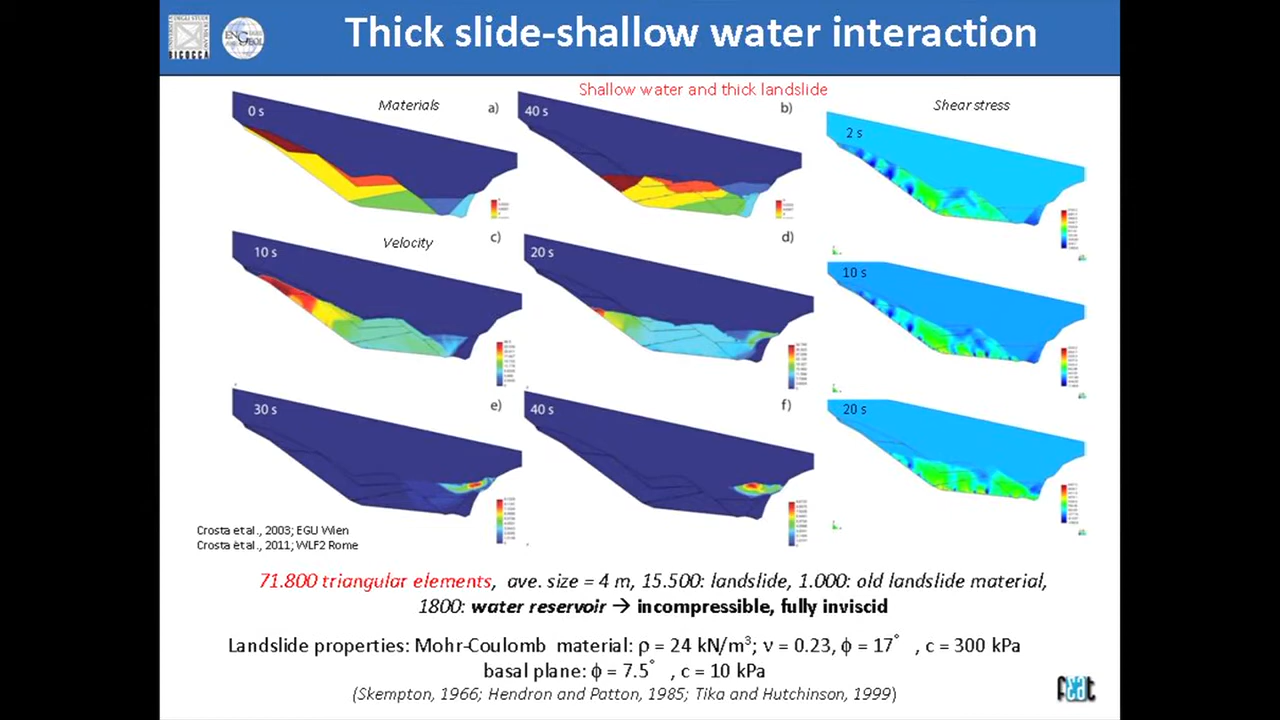 Thick slide-shallow water interaction
Shallow water and thick landslide
0 s
Materials
a)
40 s
b)
Shear stress
2 s
10 s
Velocity
c)
20 s
d)
10 s
30 s
e)
40 s
f)
20 s
Crosta et al., 2003; EGU Wien
Crosta et al., 2011; WLF2 Rome
71.800 triangular elements, ave. size = 4 m, 15.500: landslide, 1.000: old landslide material,
1800: water reservoir → incompressible, fully inviscid
Landslide properties: Mohr-Coulomb material: ρ = 24 kN/m³; ν = 0.23, ϕ = 17° , c = 300 kPa
basal plane: ϕ = 7.5° , c = 10 kPa
(Skempton, 1966; Hendron and Patton, 1985; Tika and Hutchinson, 1999)